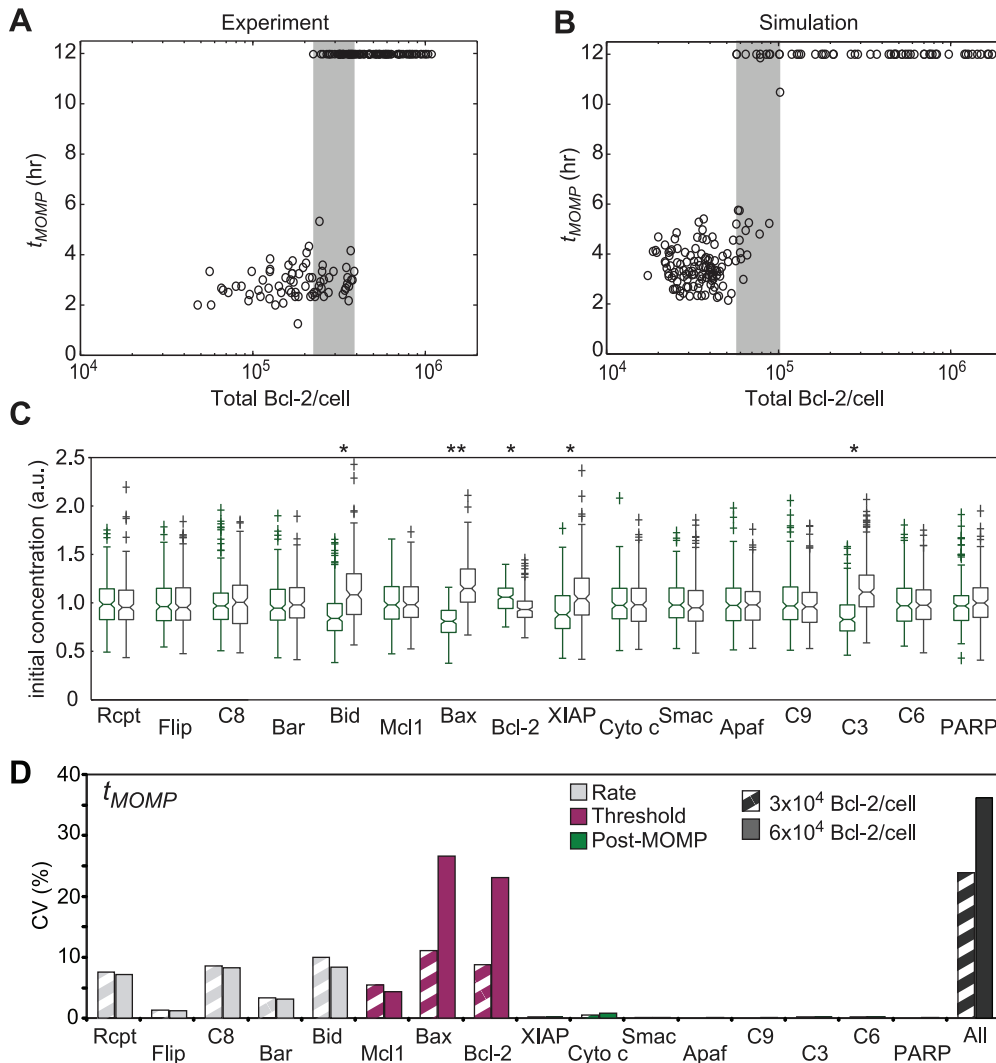 A
Experiment
t_MOMP (hr)
12
10
8
6
4
2
0
10^4
10^5
10^6
Total Bcl-2/cell
B
Simulation
t_MOMP (hr)
12
10
8
6
4
2
0
10^4
10^5
10^6
Total Bcl-2/cell
C
* ** * * *
initial concentration (a.u.)
2.5
2.0
1.5
1.0
0.5
0
Rcpt Flip C8 Bar Bid Mcl1 Bax Bcl-2 XIAP Cyto c Smac Apaf C9 C3 C6 PARP
D
t_MOMP
Rate
Threshold
Post-MOMP
3x10^4 Bcl-2/cell
6x10^4 Bcl-2/cell
CV (%)
40
30
20
10
0
Rcpt Flip C8 Bar Bid Mcl1 Bax Bcl-2 XIAP Cyto c Smac Apaf C9 C3 C6 PARP All